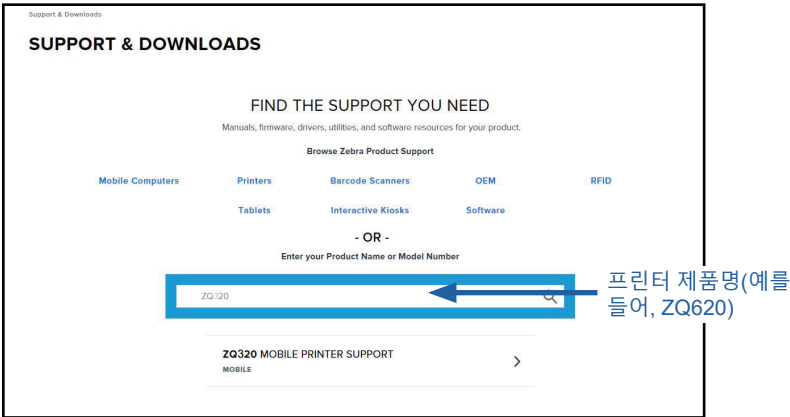 Support & Downloads
SUPPORT & DOWNLOADS
FIND THE SUPPORT YOU NEED
Manuals, firmware, drivers, utilities, and software resources for your product.
Browse Zebra Product Support
Mobile Computers Printers Barcode Scanners OEM RFID
Tablets Interactive Kiosks Software
- OR -
Enter your Product Name or Model Number
ZQ320
프린터 제품명(예를
들어, ZQ620)
ZQ320 MOBILE PRINTER SUPPORT
MOBILE